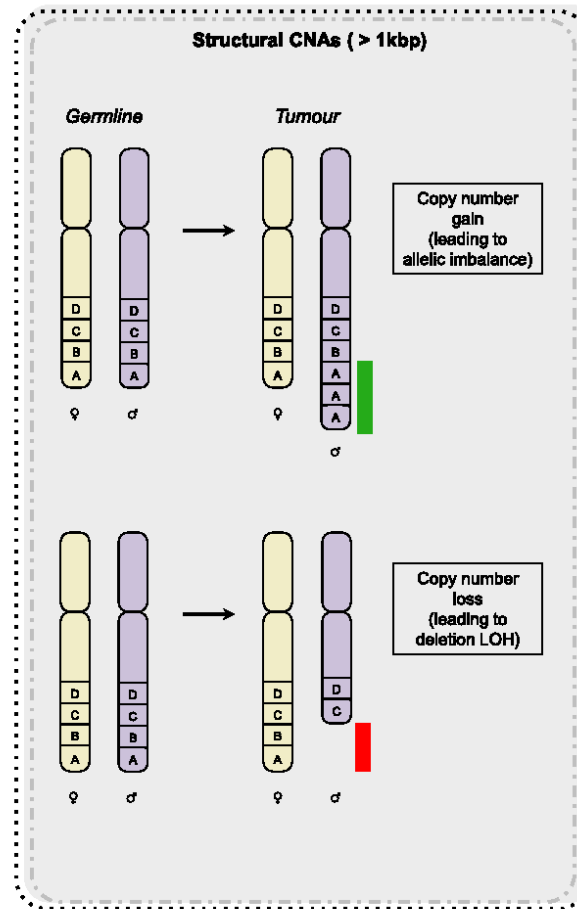 Structural CNAs ( > 1kbp)
Germline
Tumour
D
C
B
A
♀
D
C
B
A
♂
D
C
B
A
♀
D
C
B
A
A
A
♂
Copy number
gain
(leading to
allelic imbalance)
D
C
B
A
♀
D
C
B
A
♂
D
C
B
A
♀
D
C
♂
Copy number
loss
(leading to
deletion LOH)